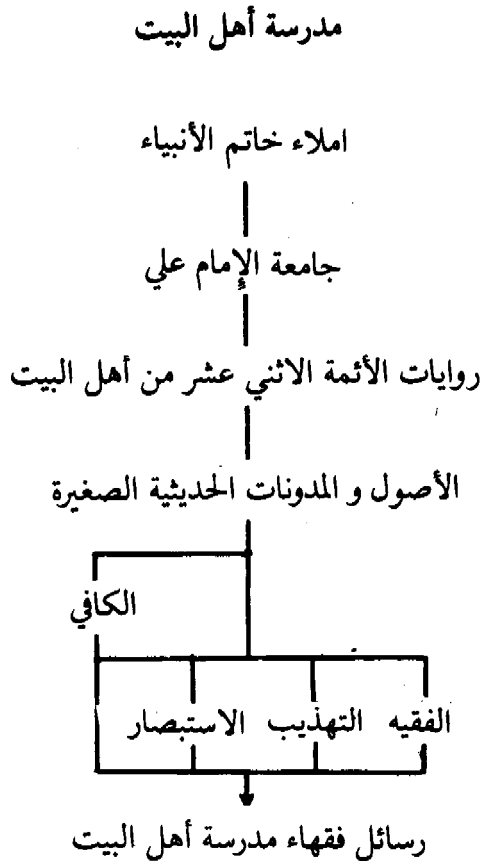 مدرسة أهل البيت
املاء خاتم الأنبياء
جامعة الإمام علي
روايات الأئمة الاثني عشر من أهل البيت
الأصول و المدونات الحديثية الصغيرة
الكافي
الفقيه التهذيب الاستبصار
رسائل فقهاء مدرسة أهل البيت